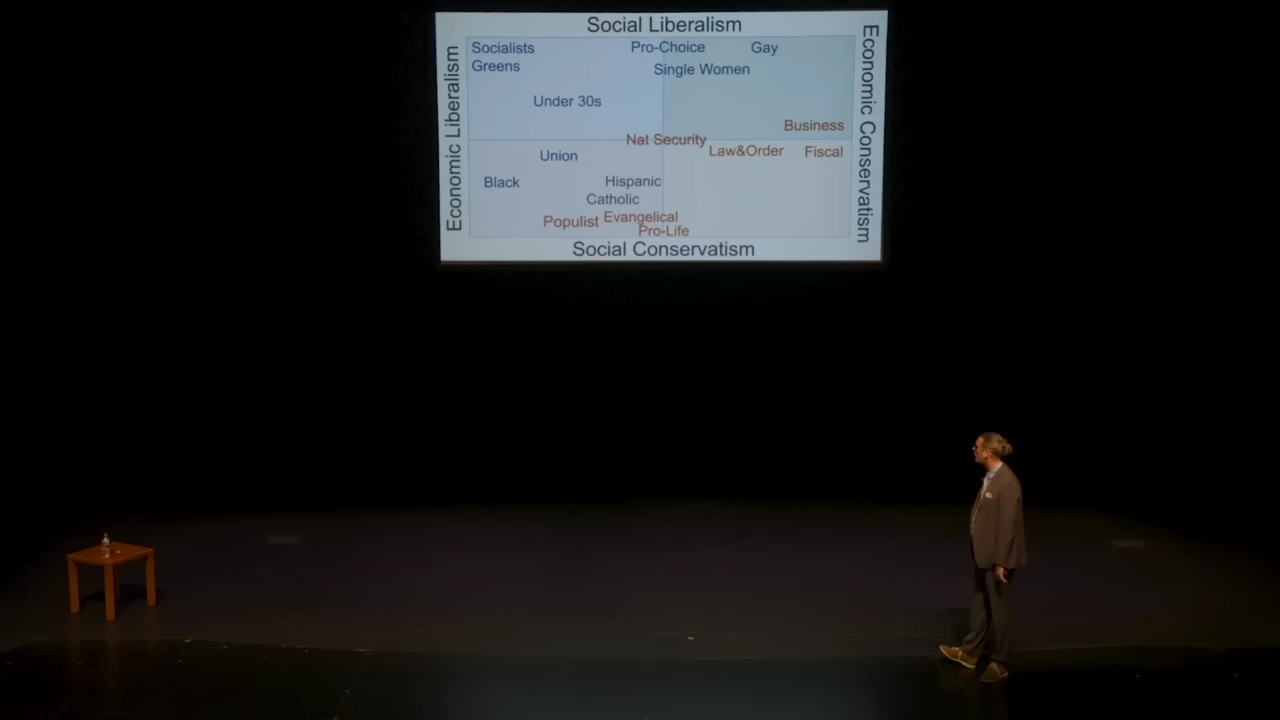 Social Liberalism
Economic Liberalism
Economic Conservatism
Socialists
Pro-Choice
Gay
Greens
Single Women
Under 30s
Business
Nat Security
Law&Order
Fiscal
Union
Black
Hispanic
Catholic
Populist
Evangelical
Pro-Life
Social Conservatism